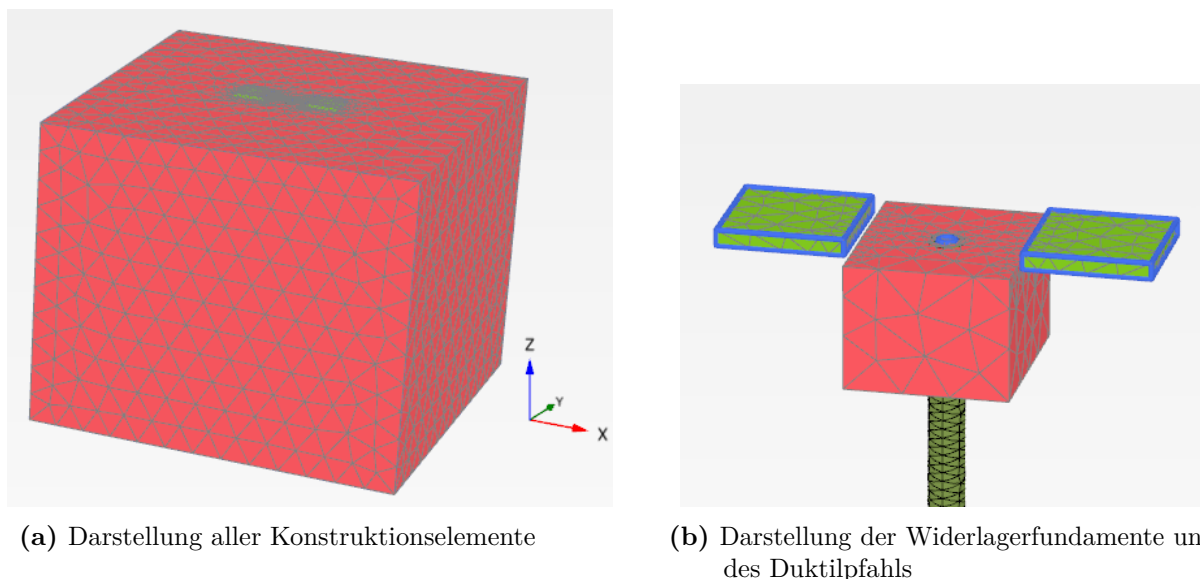 Z
Y
X
(a) Darstellung aller Konstruktionselemente
(b) Darstellung der Widerlagerfundamente un
des Duktilpfahls